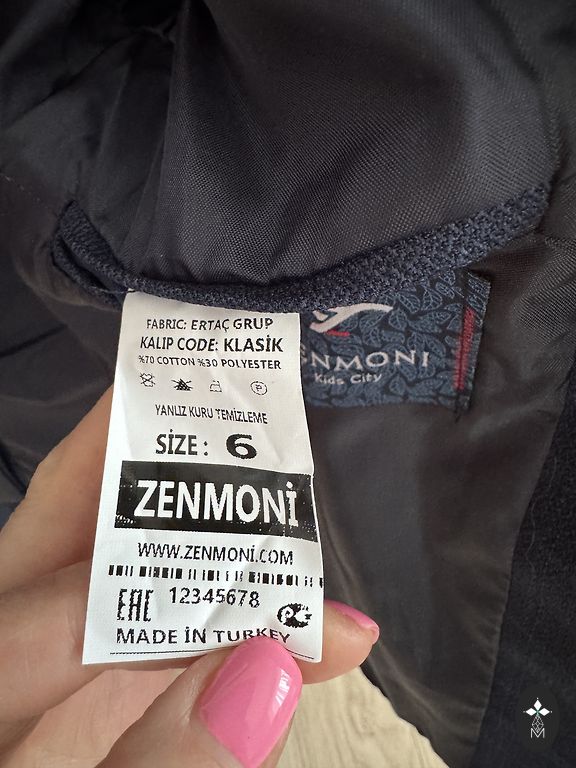 FABRIC: ERTAÇ GRUP
KALIP CODE: KLASİK
%70 COTTON %30 POLYESTER
YANLIZ KURU TEMİZLEME
SIZE : 6
ZENMONİ
WWW.ZENMONİ.COM
EAC 12345678
MADE İN TURKEY
ENMONI
Kids City
M